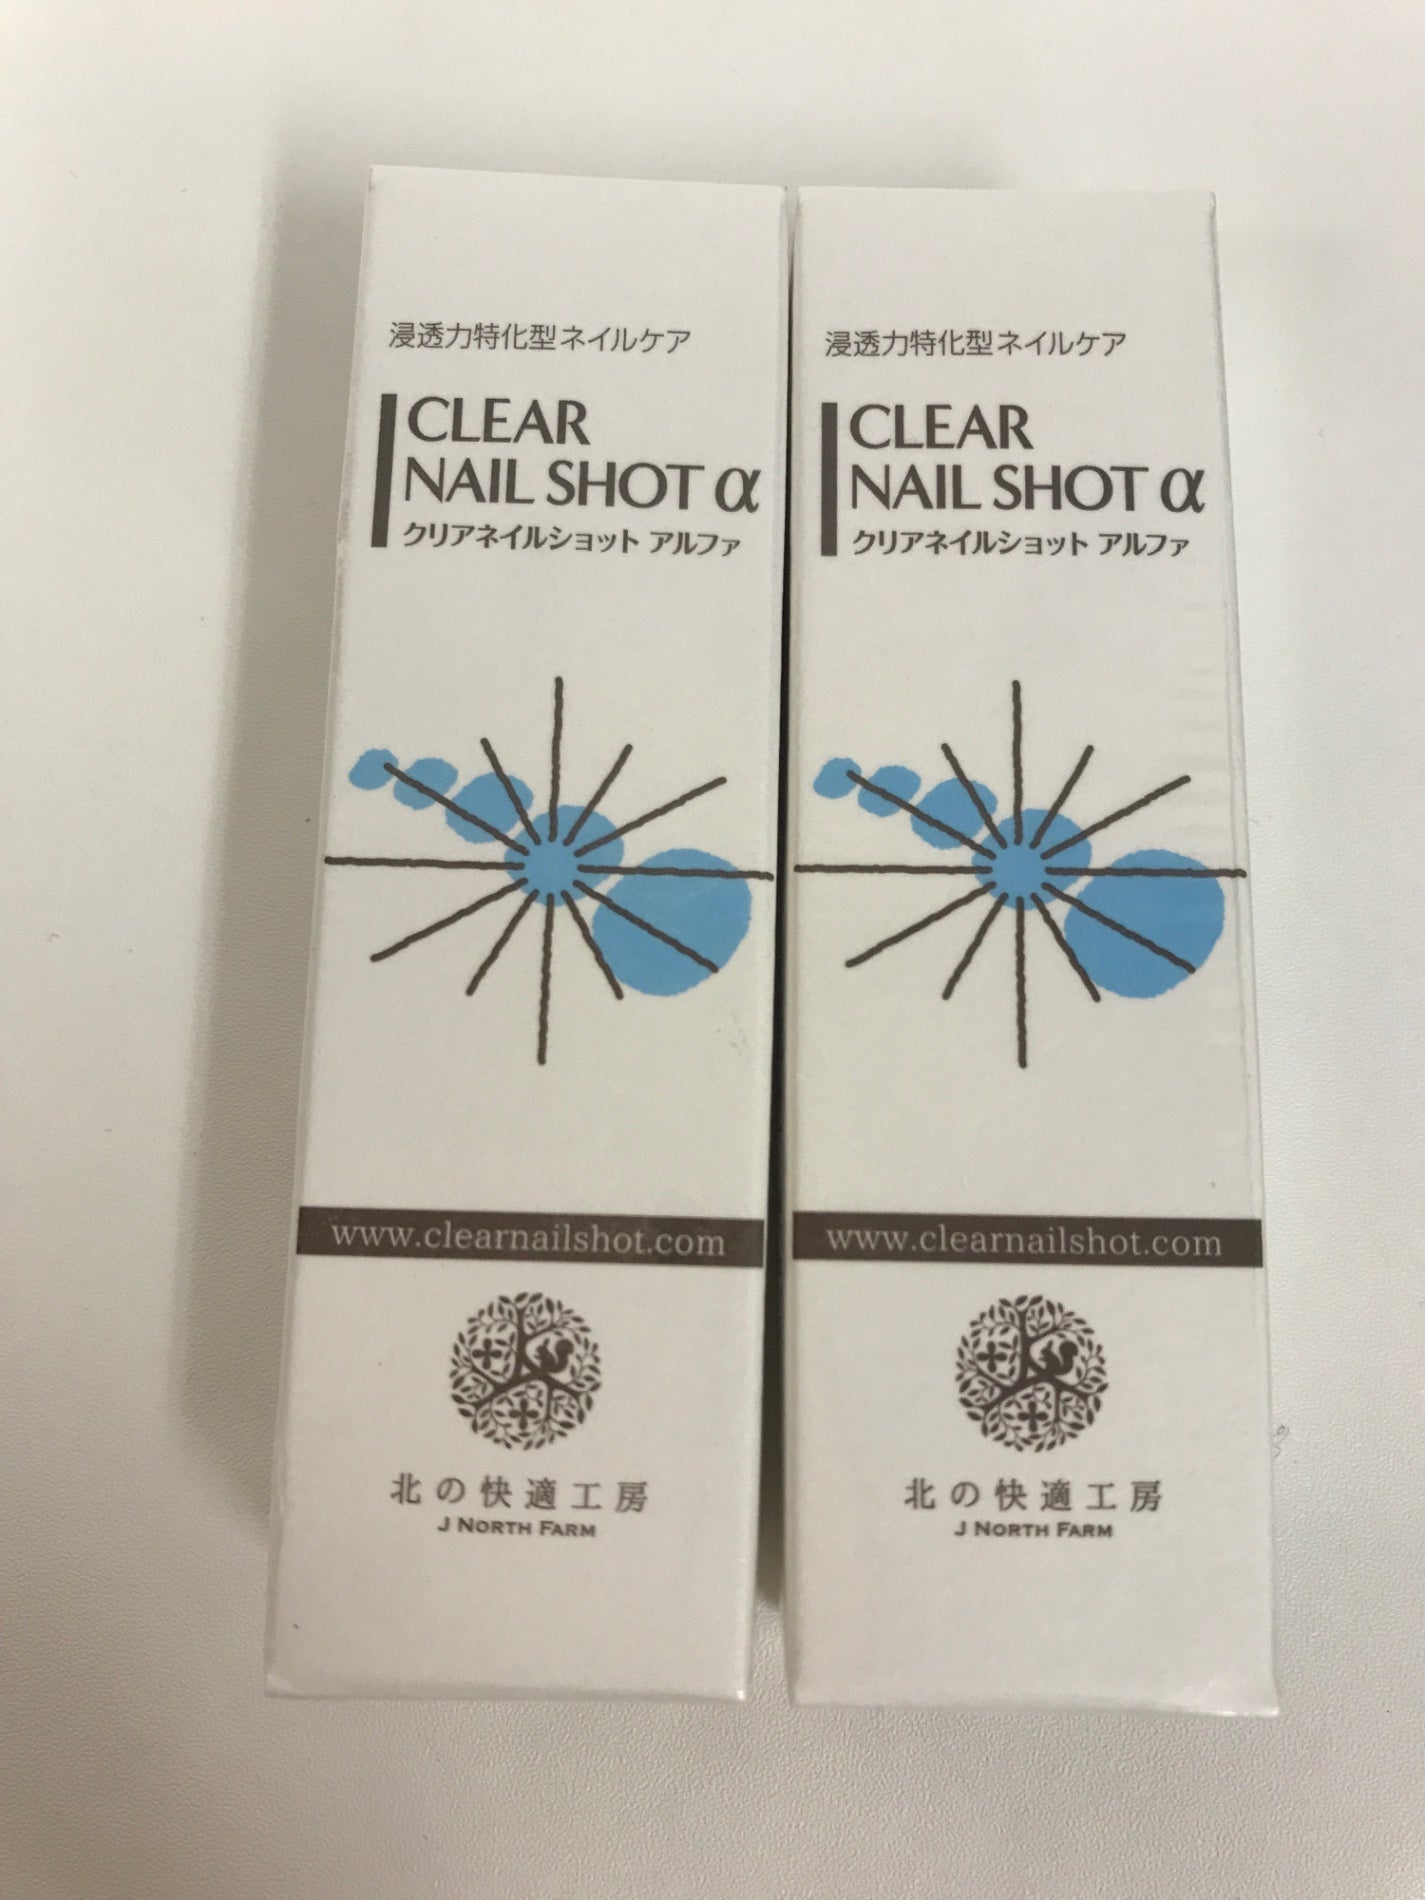 浸透力特化型ネイルケア
CLEAR
NAIL SHOT α
クリアネイルショット アルファ
www.clearnailshot.com
北の快適工房
J NORTH FARM
浸透力特化型ネイルケア
CLEAR
NAIL SHOT α
クリアネイルショット アルファ
www.clearnailshot.com
北の快適工房
J NORTH FARM